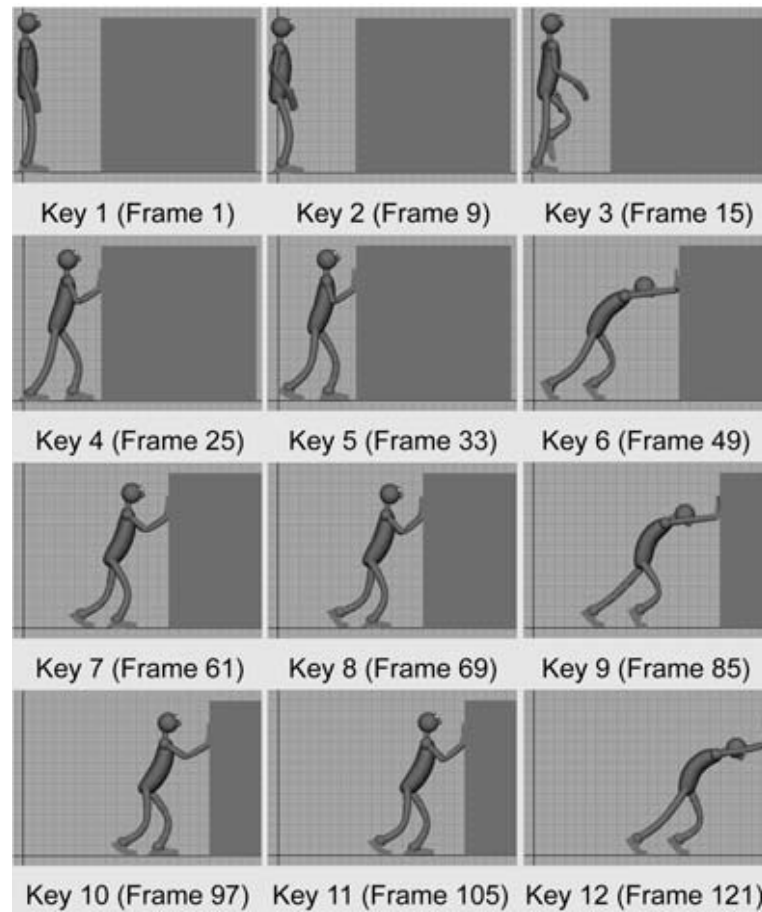 Key 1 (Frame 1) Key 2 (Frame 9) Key 3 (Frame 15)
Key 4 (Frame 25) Key 5 (Frame 33) Key 6 (Frame 49)
Key 7 (Frame 61) Key 8 (Frame 69) Key 9 (Frame 85)
Key 10 (Frame 97) Key 11 (Frame 105) Key 12 (Frame 121)